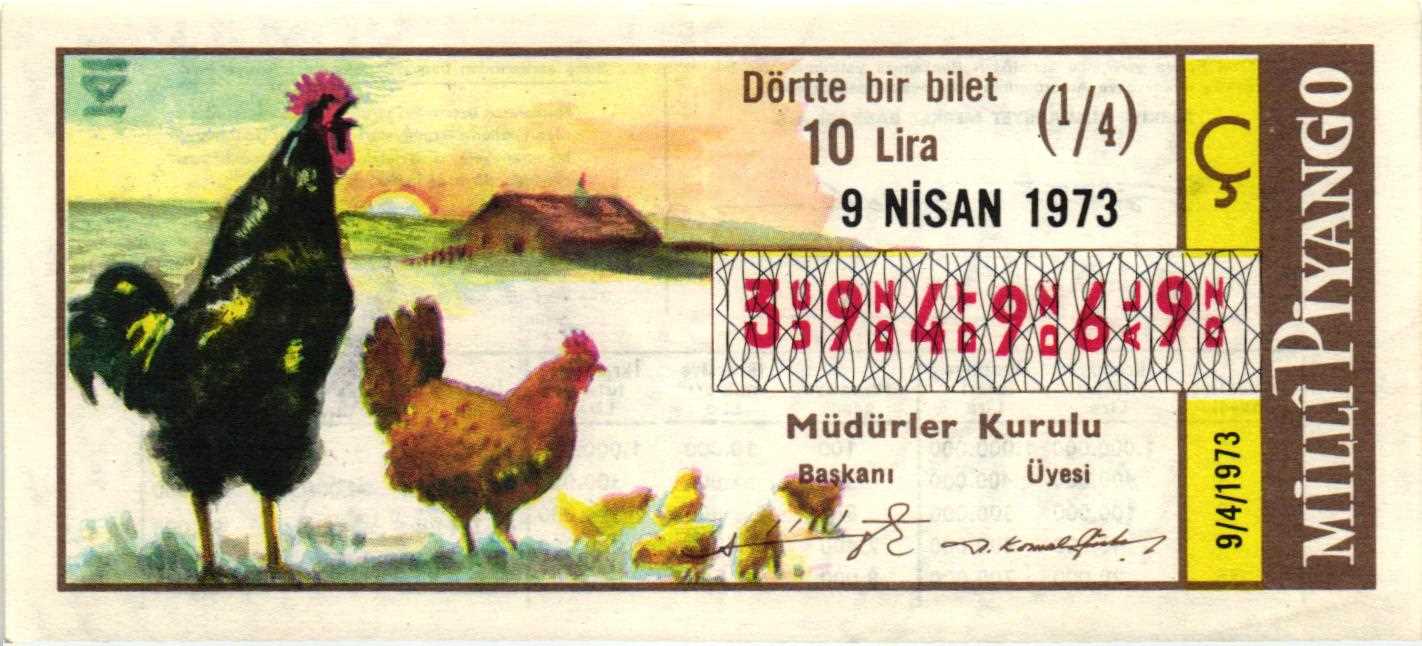 Dörtte bir bilet
10 Lira
(1/4)
9 NİSAN 1973
Ç
394969
Müdürler Kurulu
Başkanı Üyesi
9/4/1973
MİLLÎ PİYANGO